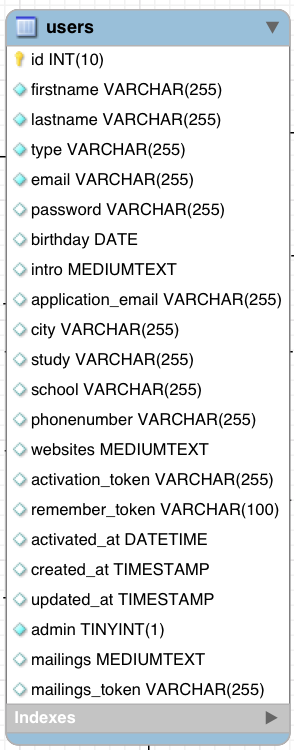 users
id INT(10)
firstname VARCHAR(255)
lastname VARCHAR(255)
type VARCHAR(255)
email VARCHAR(255)
password VARCHAR(255)
birthday DATE
intro MEDIUMTEXT
application_email VARCHAR(255)
city VARCHAR(255)
study VARCHAR(255)
school VARCHAR(255)
phonenumber VARCHAR(255)
websites MEDIUMTEXT
activation_token VARCHAR(255)
remember_token VARCHAR(100)
activated_at DATETIME
created_at TIMESTAMP
updated_at TIMESTAMP
admin TINYINT(1)
mailings MEDIUMTEXT
mailings_token VARCHAR(255)
Indexes